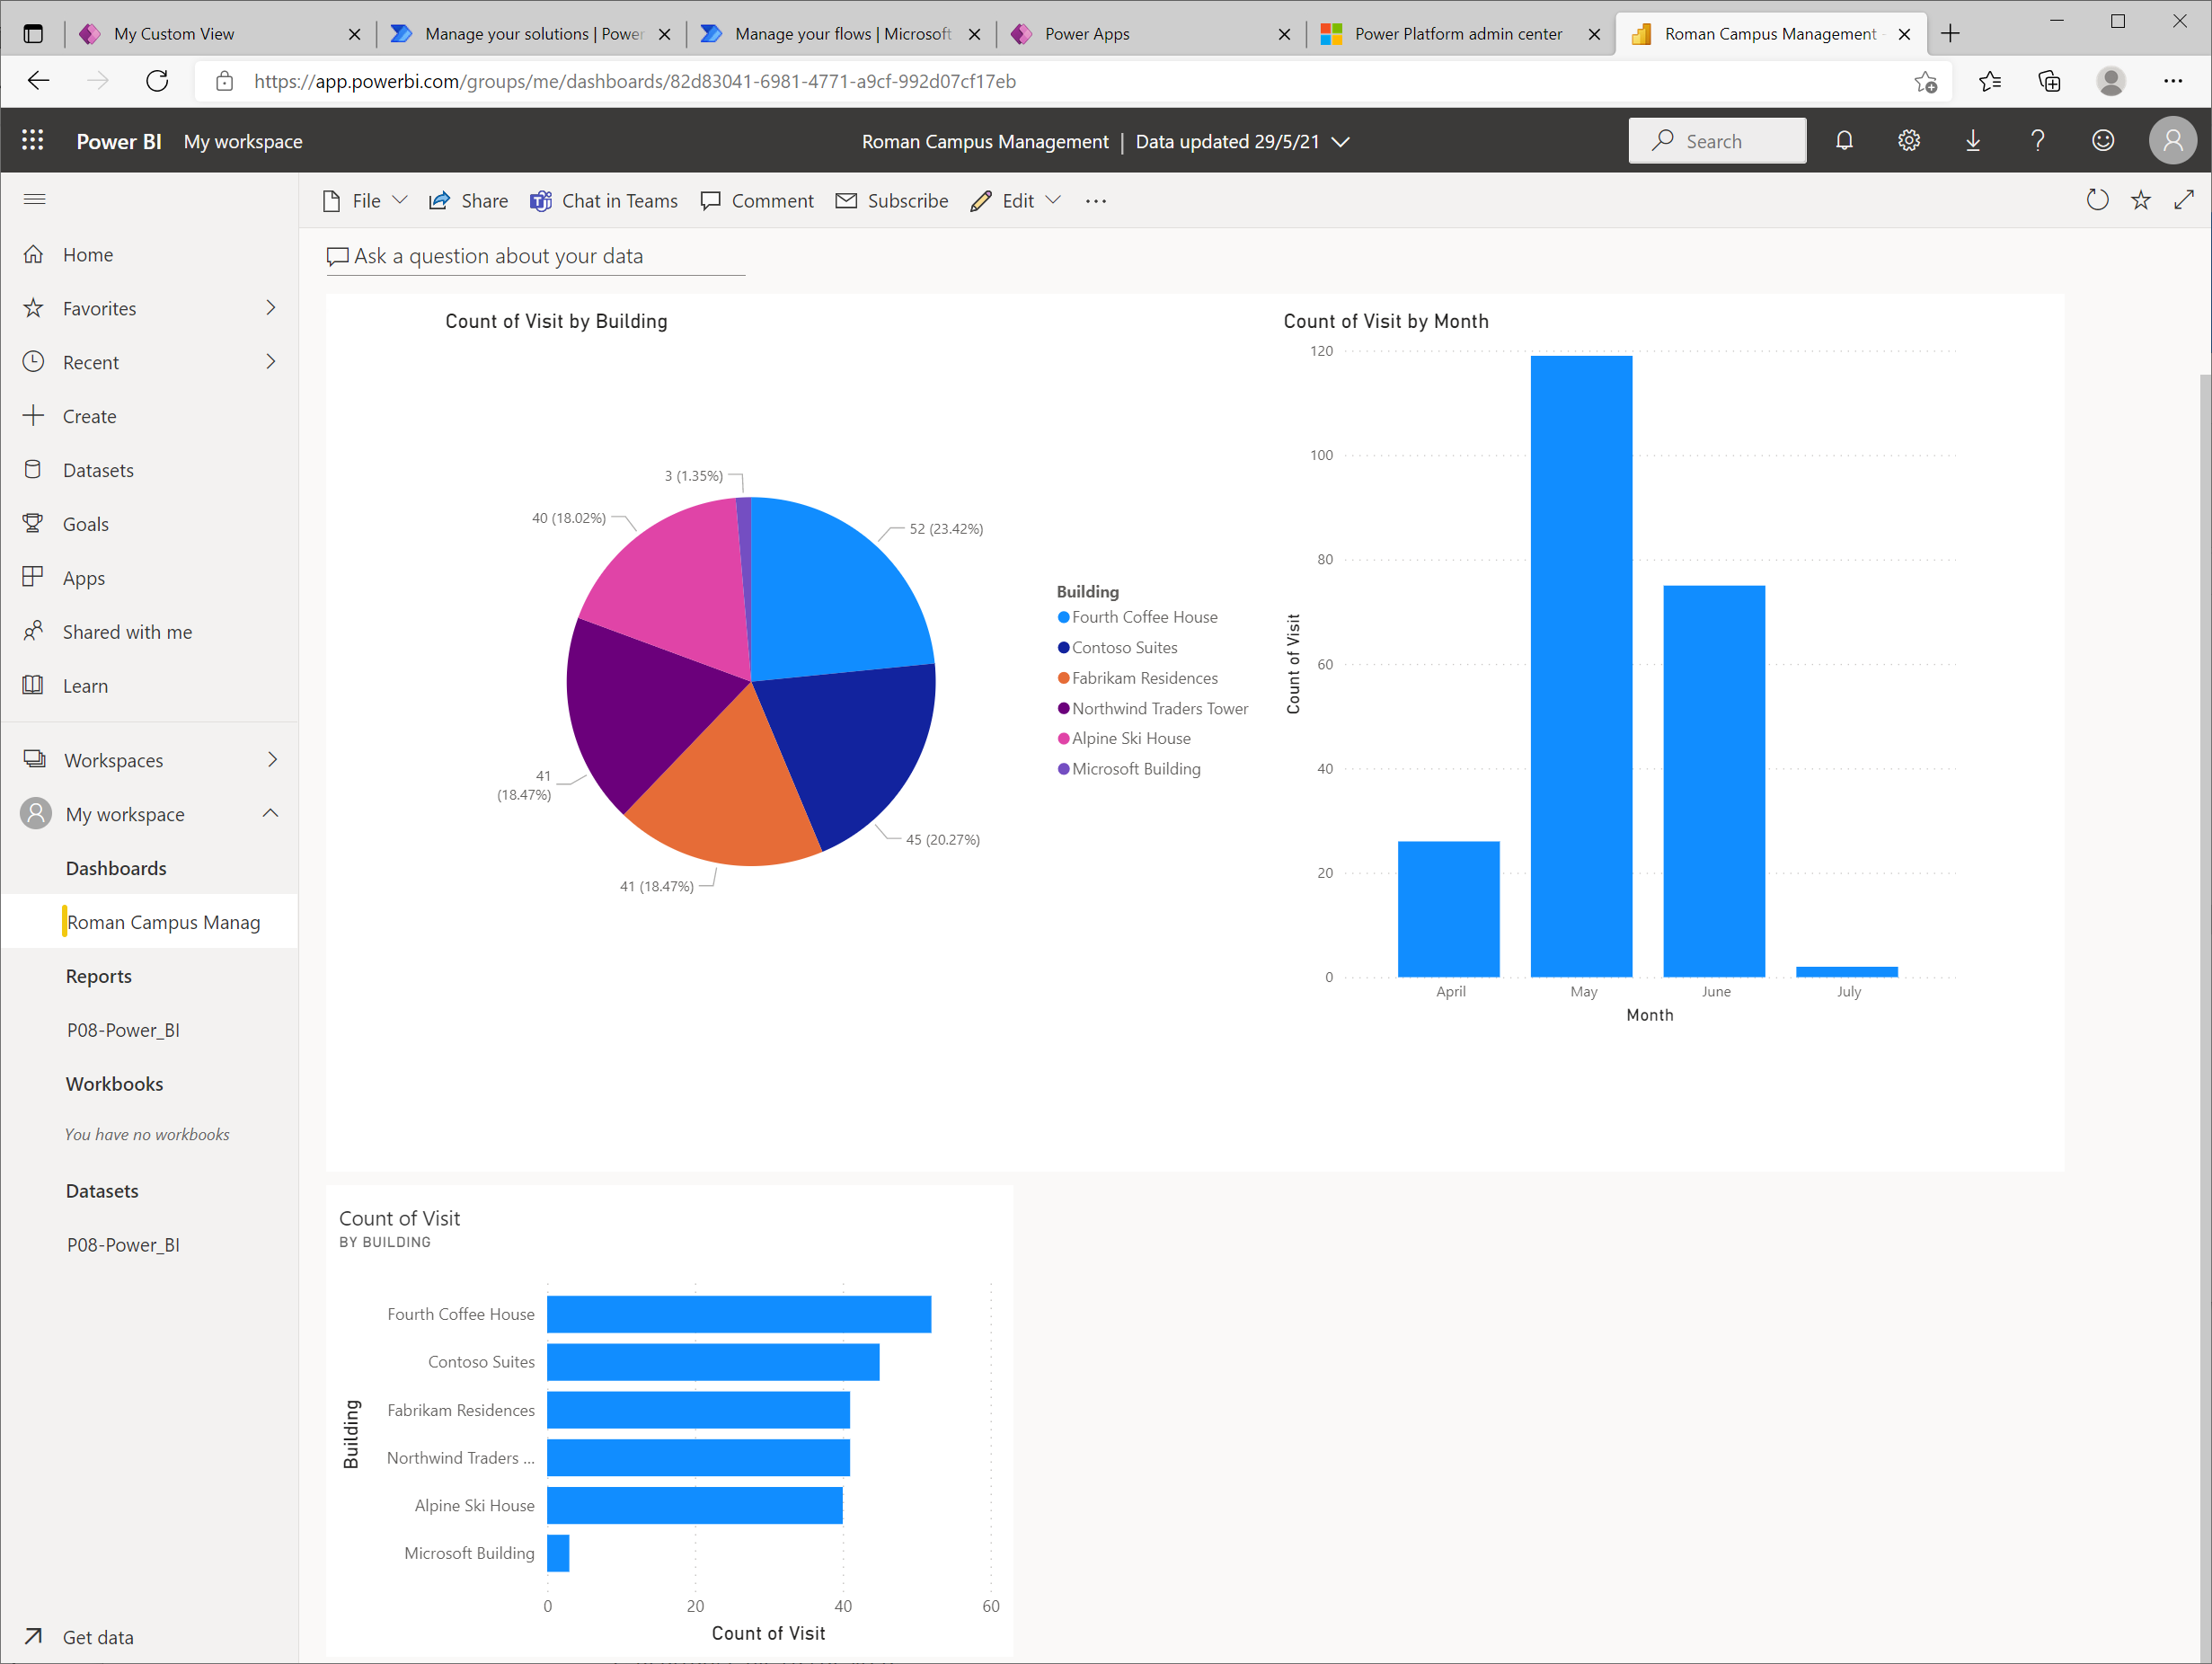 My Custom View
Manage your solutions | Power
Manage your flows | Microsoft
Power Apps
Power Platform admin center
Roman Campus Management -
https://app.powerbi.com/groups/me/dashboards/82d83041-6981-4771-a9cf-992d07cf17eb
Power BI My workspace
Roman Campus Management | Data updated 29/5/21
Search
File Share Chat in Teams Comment Subscribe Edit
Home
Favorites
Recent
Create
Datasets
Goals
Apps
Shared with me
Learn
Workspaces
My workspace
Dashboards
Roman Campus Manag
Reports
P08-Power_BI
Workbooks
You have no workbooks
Datasets
P08-Power_BI
Get data
Ask a question about your data
Count of Visit by Building
3 (1.35%)
40 (18.02%)
52 (23.42%)
41
(18.47%)
45 (20.27%)
41 (18.47%)
Building
Fourth Coffee House
Contoso Suites
Fabrikam Residences
Northwind Traders Tower
Alpine Ski House
Microsoft Building
Count of Visit by Month
120
100
80
60
40
20
0
Count of Visit
April May June July
Month
Count of Visit
BY BUILDING
Building
Fourth Coffee House
Contoso Suites
Fabrikam Residences
Northwind Traders ...
Alpine Ski House
Microsoft Building
0 20 40 60
Count of Visit